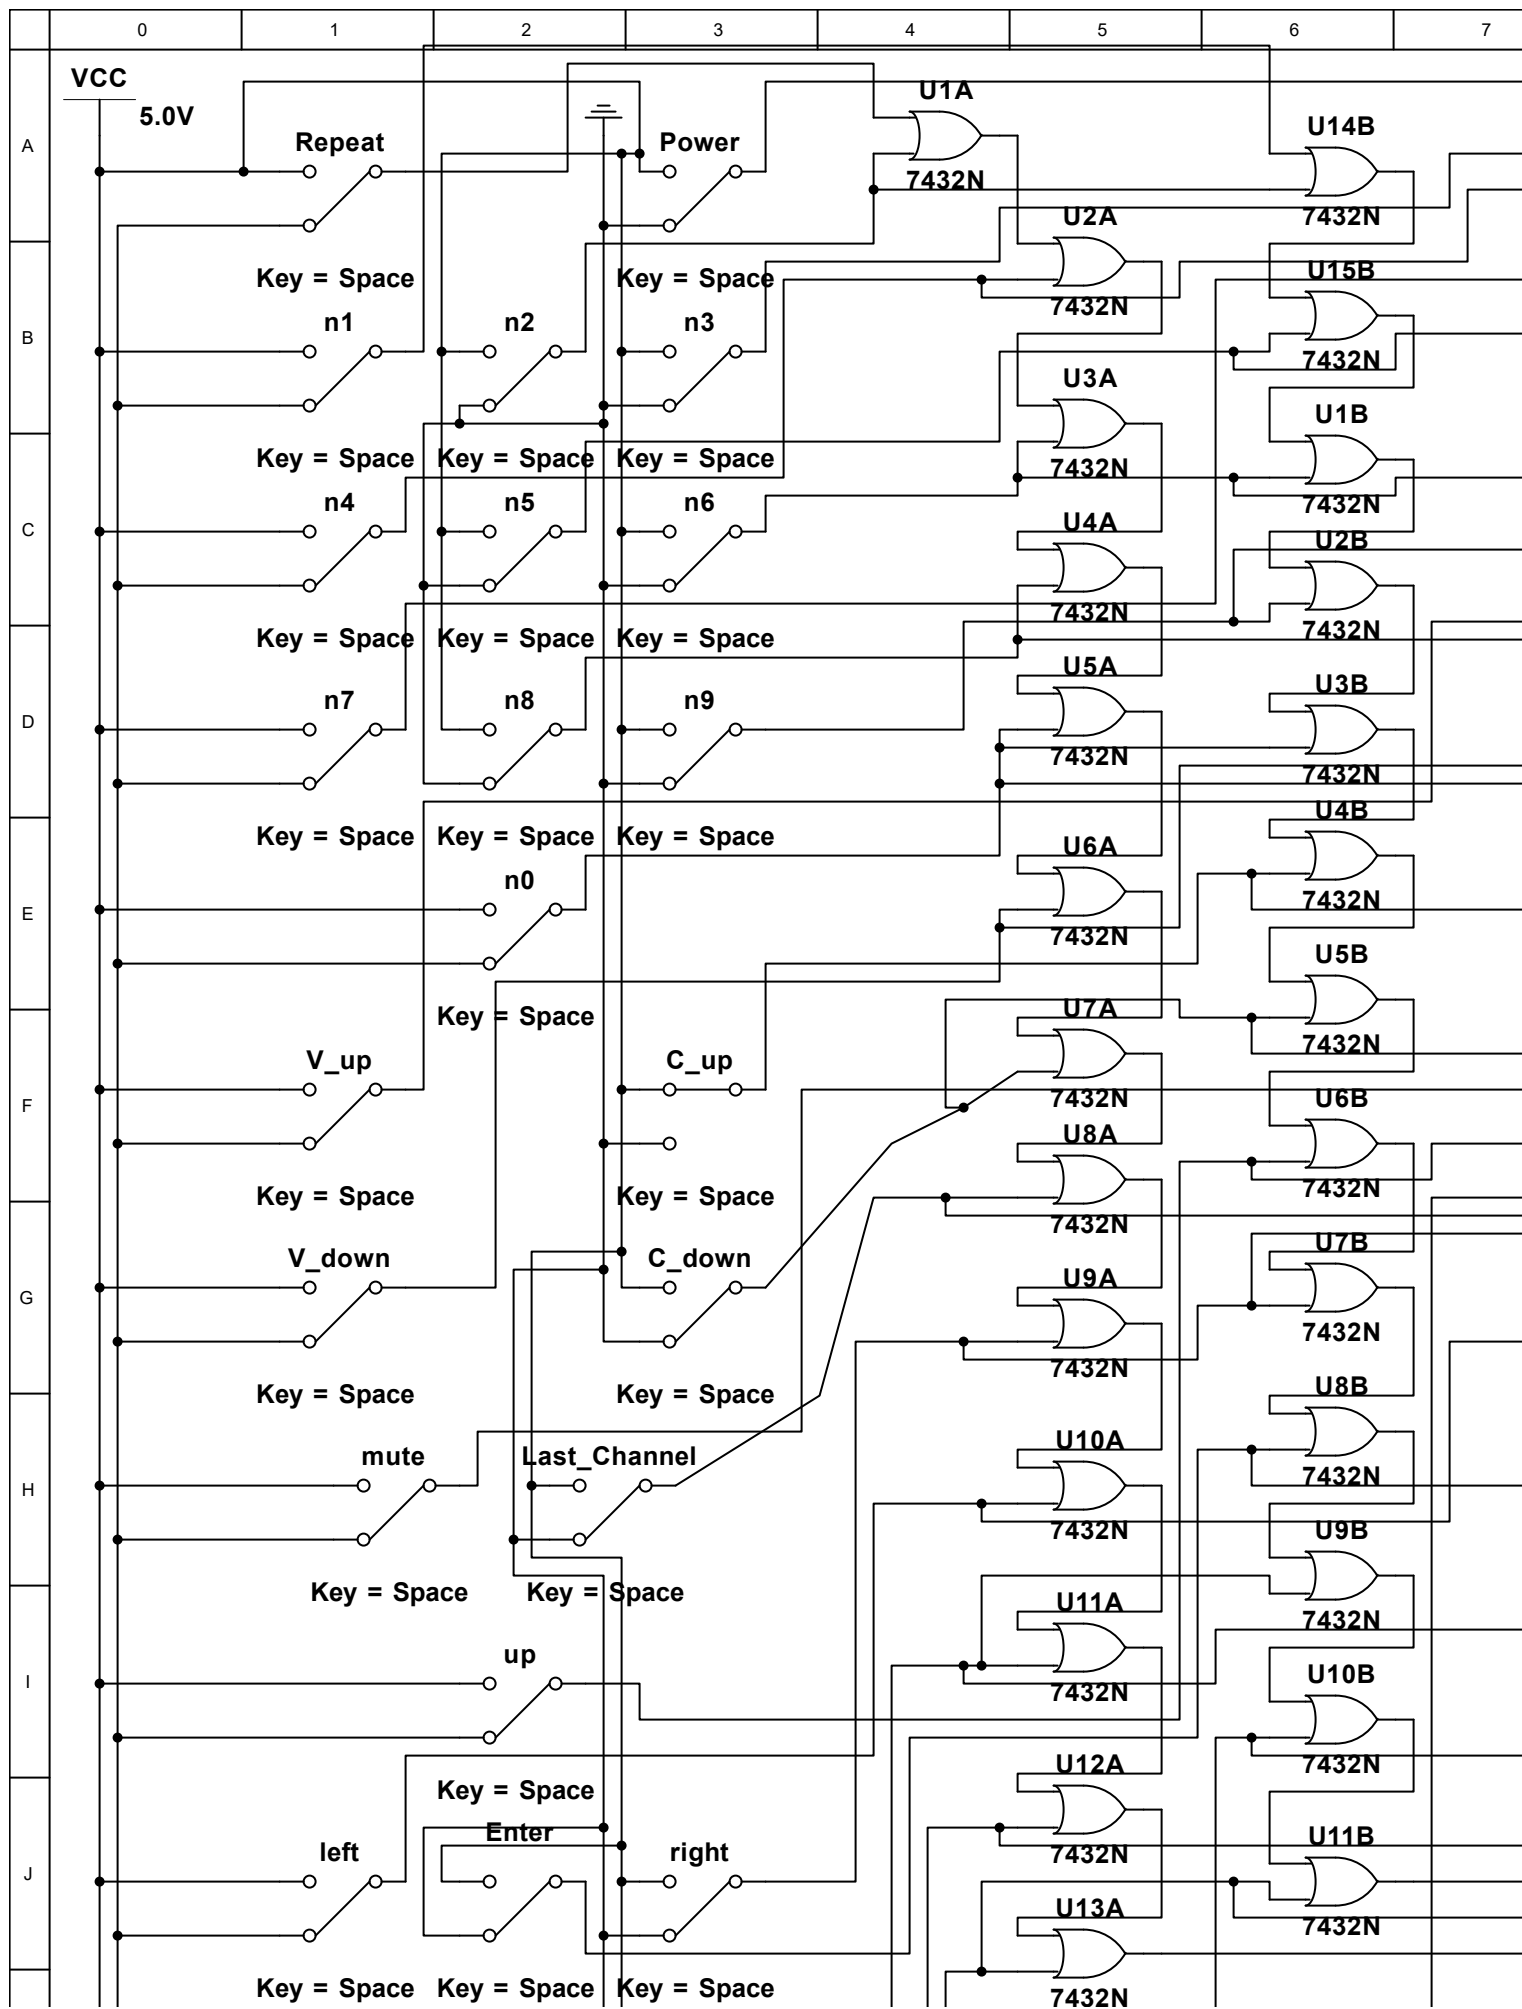 0 1 2 3 4 5 6 7
VCC
5.0V
U1A
A
Repeat Power U14B
7432N
U2A 7432N
Key = Space Key = Space U15B
7432N
B
n1 n2 n3
7432N
U3A
U1B
Key = Space Key = Space Key = Space
7432N
n4 n5 n6 7432N
C
U4A
U2B
7432N
Key = Space Key = Space Key = Space 7432N
U5A
U3B
D
n7 n8 n9
7432N
7432N
U4B
Key = Space Key = Space Key = Space
U6A
n0
E
7432N
7432N
U5B
U7A
Key = Space
7432N
V_up C_up
F
7432N U6B
U8A
Key = Space Key = Space 7432N
7432N
U7B
V_down C_down
U9A
G
7432N
7432N
Key = Space Key = Space U8B
U10A
mute Last_Channel
7432N
H
7432N U9B
Key = Space Key = Space
U11A
7432N
up
U10B
I
7432N
U12A 7432N
Key = Space
Enter
U11B
left right 7432N
J
U13A
7432N
Key = Space Key = Space Key = Space
7432N